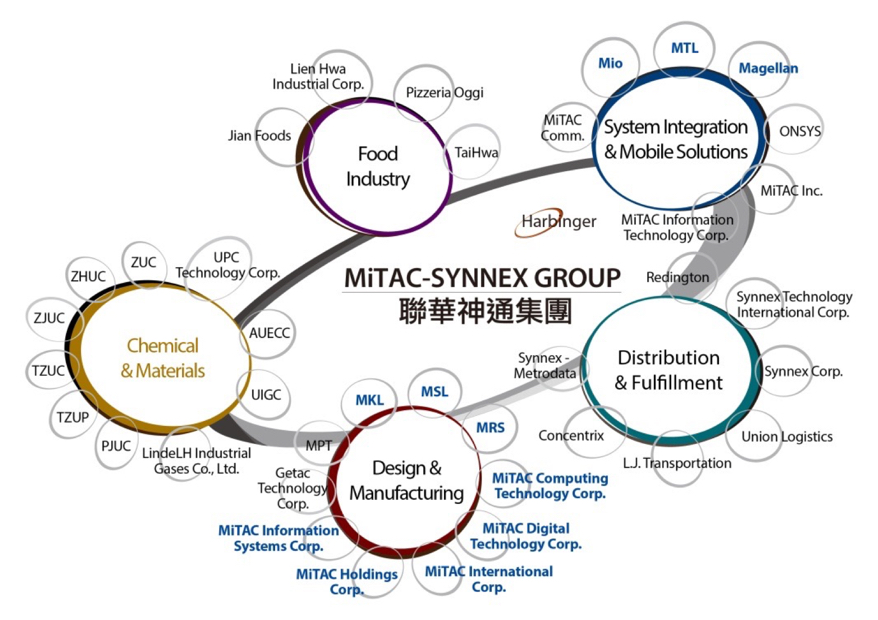 MTL
Mio
Magellan
Lien Hwa
Industrial Corp.
Pizzeria Oggi
MiTAC
Comm.
System Integration
& Mobile Solutions
ONSYS
Jian Foods
Food
Industry
TaiHwa
MiTAC Inc.
Harbinger
MiTAC Information
Technology Corp.
MiTAC-SYNNEX GROUP
聯華神通集團
ZUC
UPC
Technology Corp.
ZHUC
ZJUC
AUECC
Chemical
& Materials
TZUC
UIGC
TZUP
PJUC
LindeLH Industrial
Gases Co., Ltd.
Redington
Synnex Technology
International Corp.
Synnex -
Metrodata
Distribution
& Fulfillment
Synnex Corp.
Concentrix
Union Logistics
L.J. Transportation
MKL
MSL
MRS
MPT
Design &
Manufacturing
Getac
Technology
Corp.
MiTAC Computing
Technology Corp.
MiTAC Information
Systems Corp.
MiTAC Digital
Technology Corp.
MiTAC Holdings
Corp.
MiTAC International
Corp.